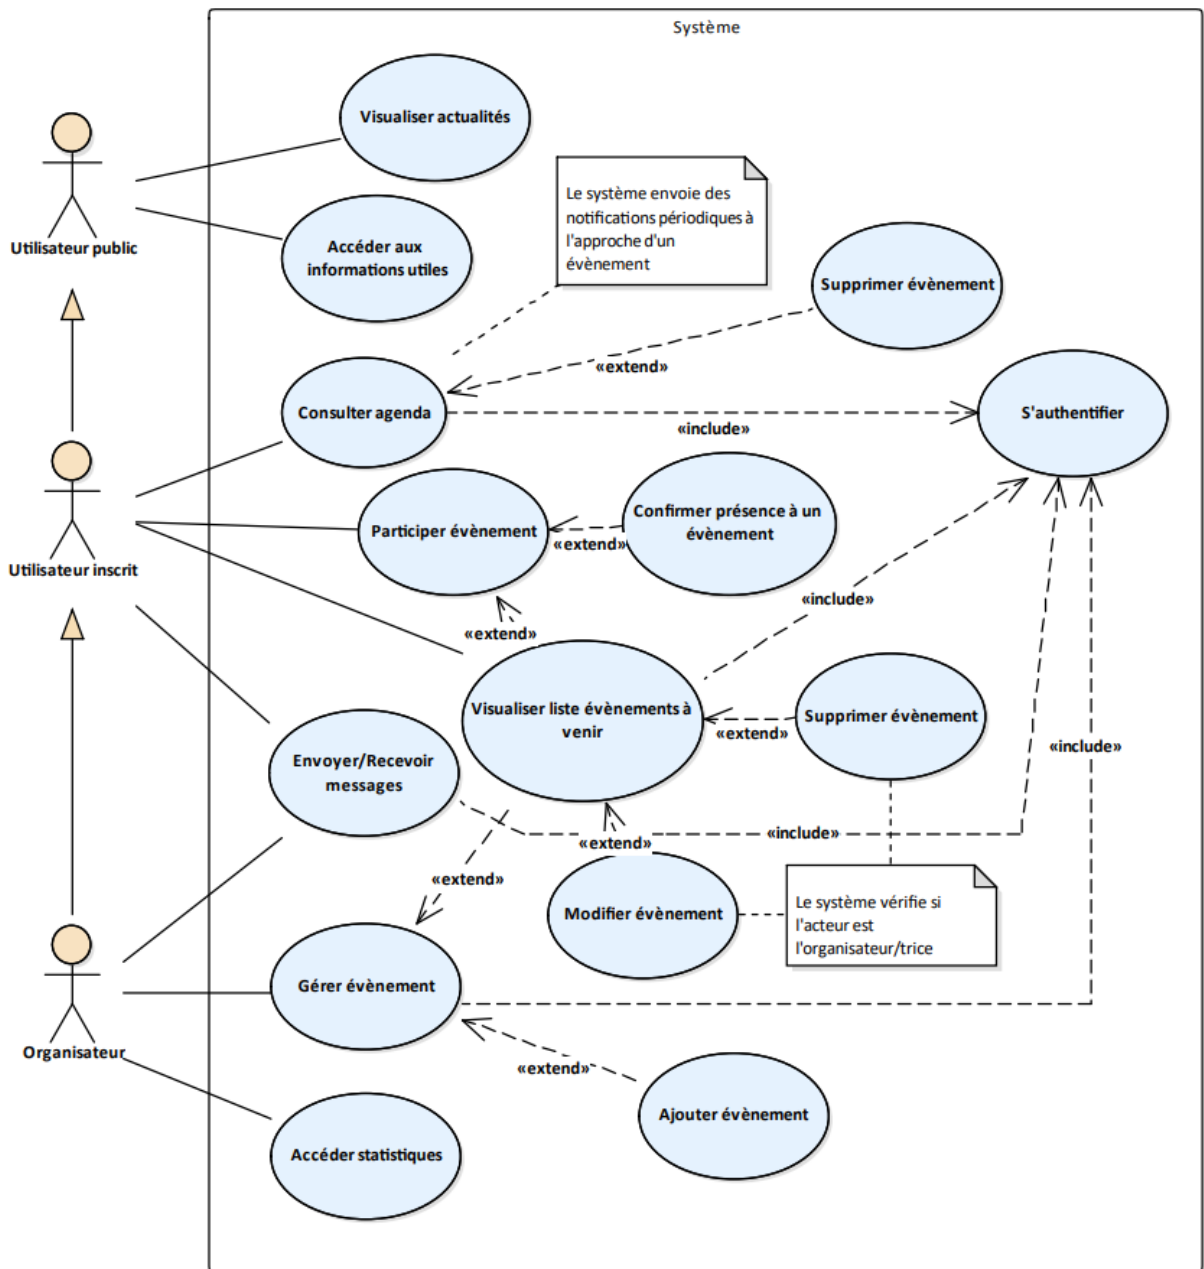 Système
Visualiser actualités
Utilisateur public
Accéder aux
informations utiles
Le système envoie des
notifications périodiques à
l'approche d'un
évènement
Supprimer évènement
«extend»
Consulter agenda
«include»
S'authentifier
Utilisateur inscrit
Participer évènement
«extend»
Confirmer présence à un
évènement
«include»
«extend»
Visualiser liste évènements à
venir
«extend»
Supprimer évènement
«include»
Envoyer/Recevoir
messages
«include»
«extend»
«extend»
Modifier évènement
Le système vérifie si
l'acteur est
l'organisateur/trice
Gérer évènement
Organisateur
«extend»
Ajouter évènement
Accéder statistiques